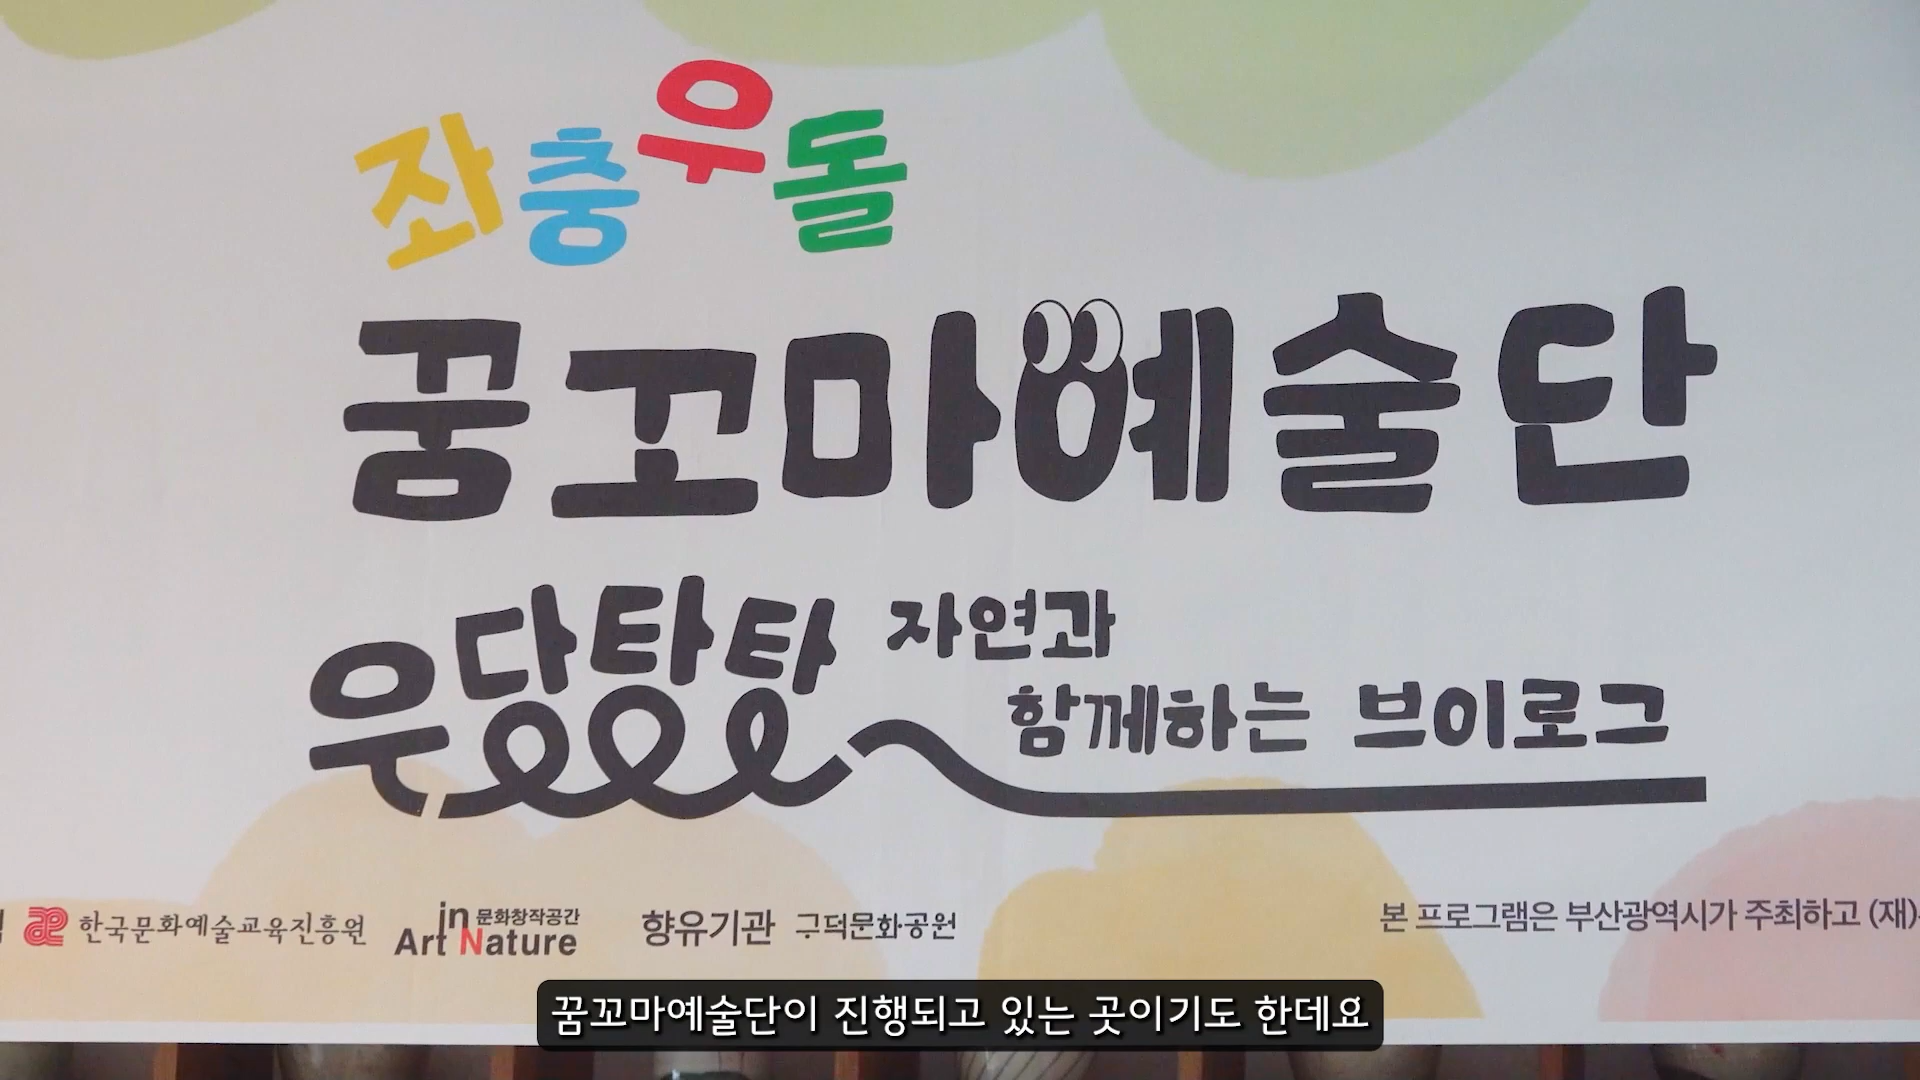 좌충우돌
꿈꼬마예술단
우당탕탕 자연과
함께하는 브이로그
한국문화예술교육진흥원
Art in Nature 문화창작공간
향유기관 구덕문화공원
본 프로그램은 부산광역시가 주최하고 (재)
꿈꼬마예술단이 진행되고 있는 곳이기도 한데요